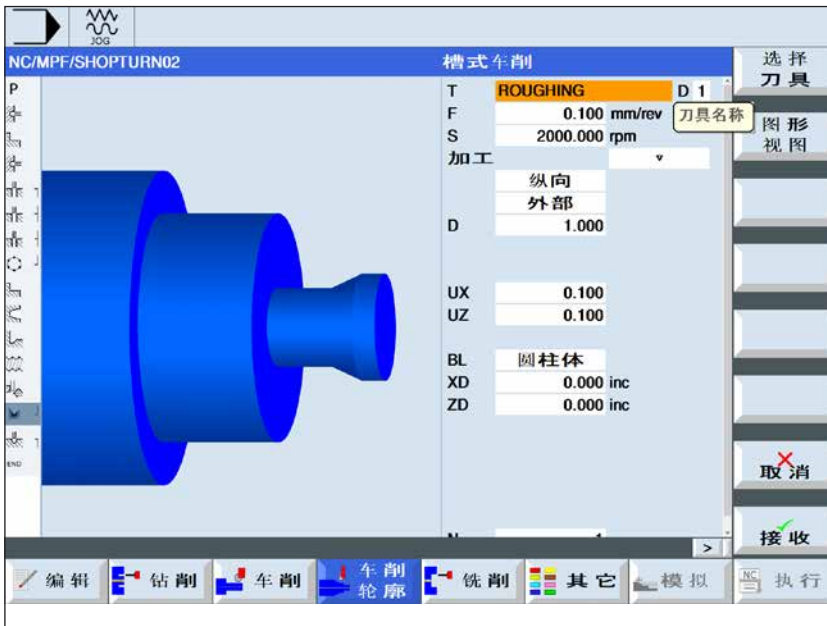 JOG
NC/MPF/SHOPTURN02
槽式车削
选择
刀具
P
T ROUGHING D 1
刀具名称
F 0.100 mm/rev
图形
视图
S 2000.000 rpm
加工 ▽
纵向
外部
D 1.000
UX 0.100
UZ 0.100
BL 圆柱体
XD 0.000 inc
ZD 0.000 inc
END
取消
N 1
接收
>
编辑
钻削
车削
车削
轮廓
铣削
其它
模拟
NC
执行